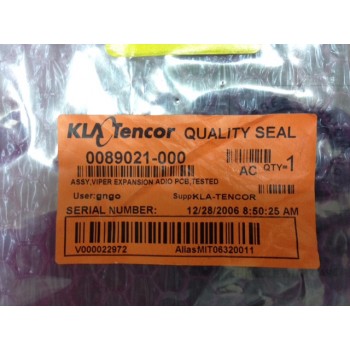 KLA Tencor QUALITY SEAL
0089021-000
AC QTY-1
ASSY,VIPER EXPANSION ADIO PCB,TESTED
User:gngo Supp:KLA-TENCOR
SERIAL NUMBER: 12/28/2006 8:50:25 AM
V000022972 Alias:MIT06320011